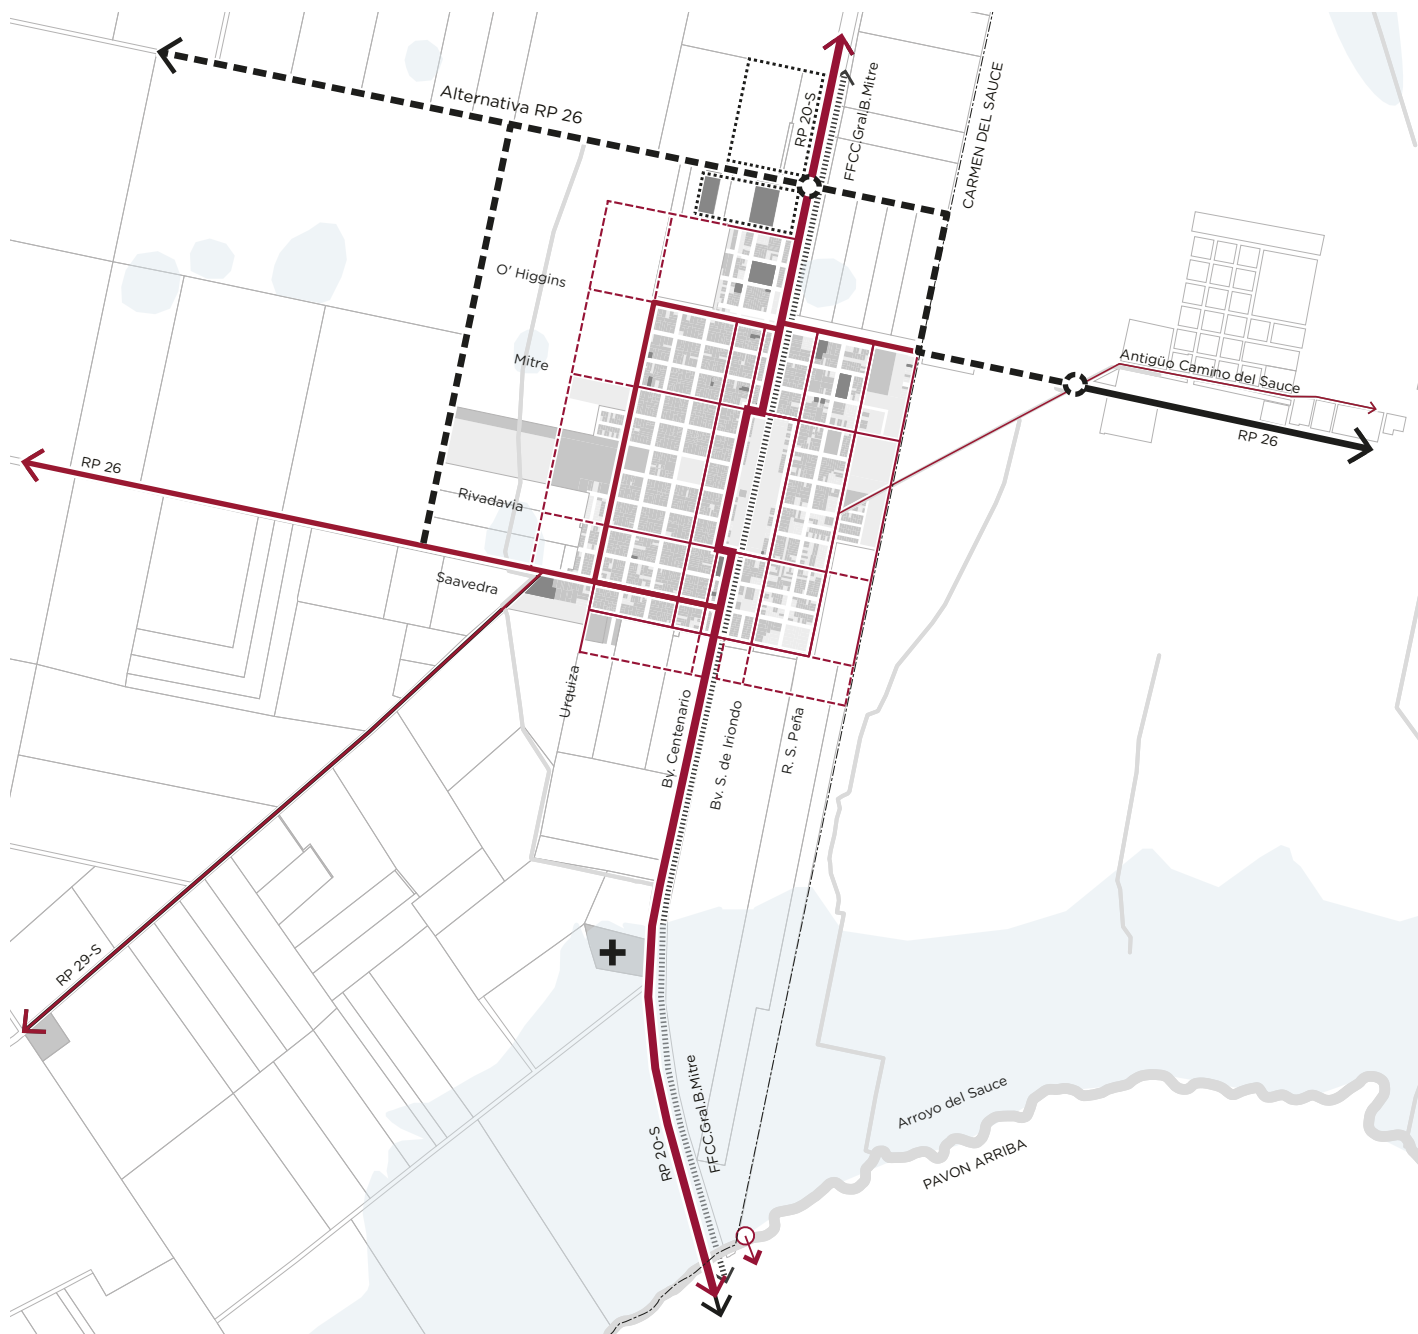 Alternativa RP 26
RP 20-S
FFCC.Gral.B.Mitre
CARMEN DEL SAUCE
O' Higgins
Mitre
Antigüo Camino del Sauce
RP 26
RP 26
Rivadavia
Saavedra
Urquiza
Bv. Centenario
Bv. S. de Iriondo
R. S. Peña
RP 29-S
FFCC.Gral.B.Mitre
RP 20-S
Arroyo del Sauce
PAVON ARRIBA